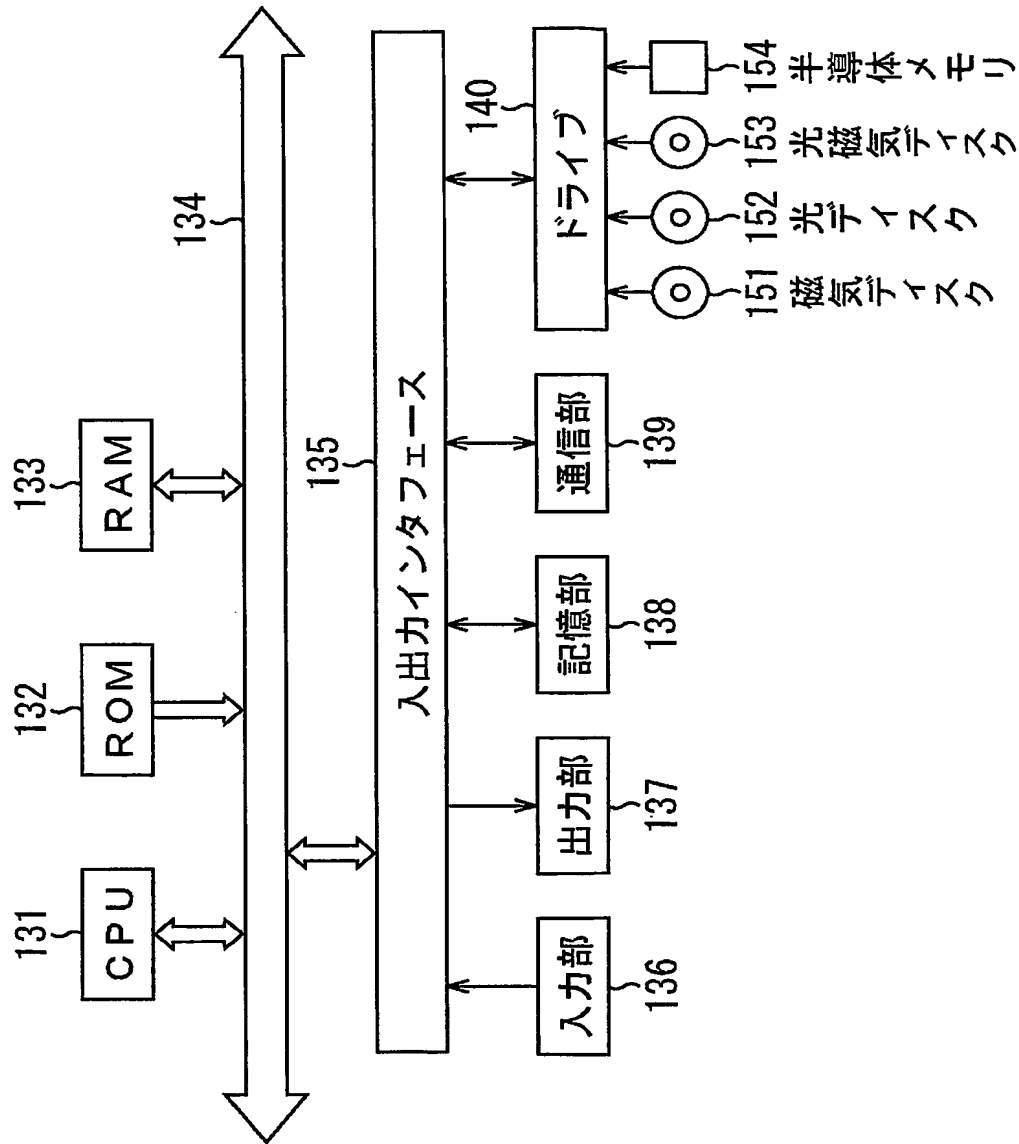 131
CPU
132
ROM
133
RAM
134
135
入出力インタフェース
入力部
136
出力部
137
記憶部
138
通信部
139
140
ドライブ
151
磁気ディスク
152
光ディスク
153
光磁気ディスク
154
半導体メモリ